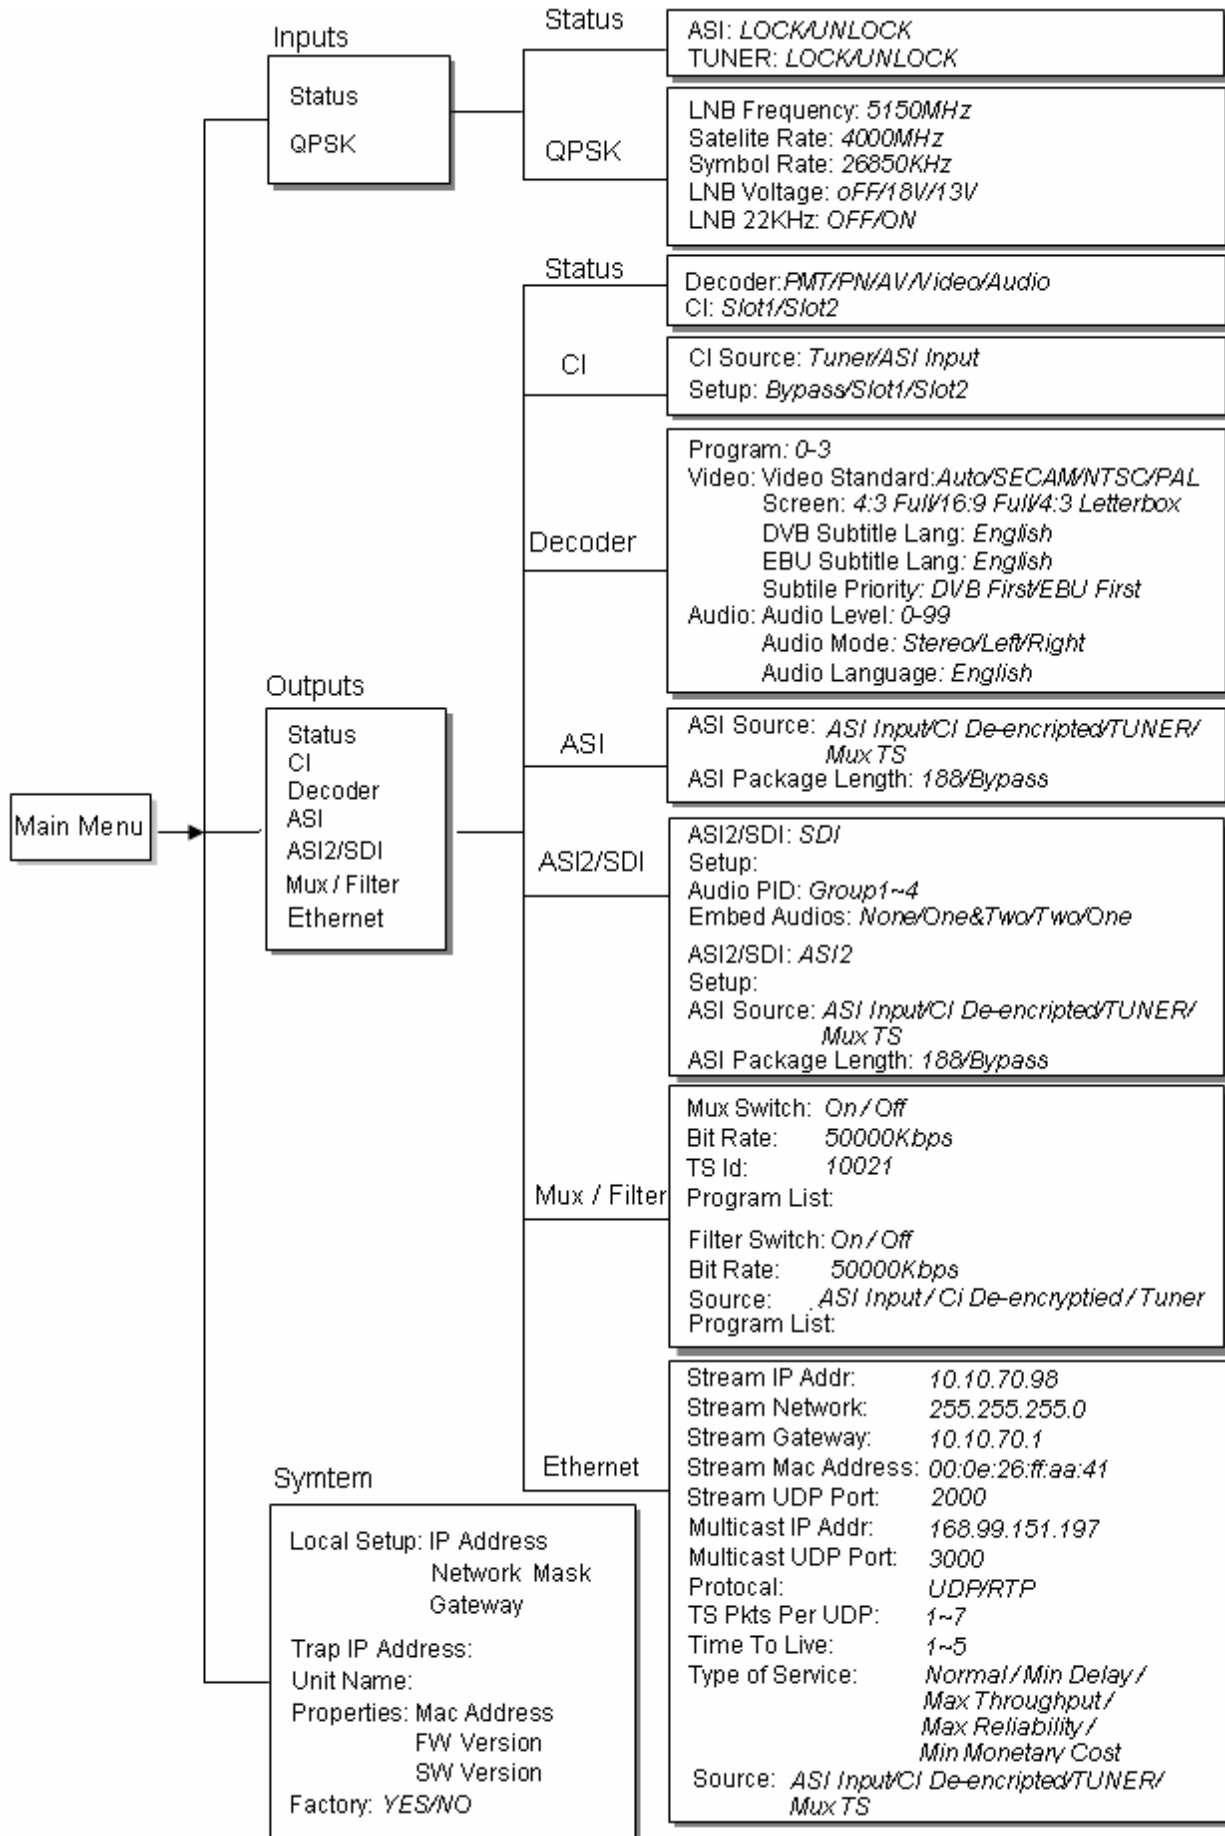 Main Menu
Inputs
Status
QPSK
Status
ASI: LOCK/UNLOCK
TUNER: LOCK/UNLOCK
QPSK
LNB Frequency: 5150MHz
Satelite Rate: 4000MHz
Symbol Rate: 26850KHz
LNB Voltage: oFF/18V/13V
LNB 22KHz: OFF/ON
Outputs
Status
CI
Decoder
ASI
ASI2/SDI
Mux / Filter
Ethernet
Status
Decoder:PMT/PN/AV/Video/Audio
CI: Slot1/Slot2
CI
CI Source: Tuner/ASI Input
Setup: Bypass/Slot1/Slot2
Decoder
Program: 0-3
Video: Video Standard:Auto/SECAM/NTSC/PAL
Screen: 4:3 Full/16:9 Full/4:3 Letterbox
DVB Subtitle Lang: English
EBU Subtitle Lang: English
Subtile Priority: DVB First/EBU First
Audio: Audio Level: 0-99
Audio Mode: Stereo/Left/Right
Audio Language: English
ASI
ASI Source: ASI Input/CI De-encripted/TUNER/
Mux TS
ASI Package Length: 188/Bypass
ASI2/SDI
ASI2/SDI: SDI
Setup:
Audio PID: Group1~4
Embed Audios: None/One&Two/Two/One
ASI2/SDI: ASI2
Setup:
ASI Source: ASI Input/CI De-encripted/TUNER/
Mux TS
ASI Package Length: 188/Bypass
Mux / Filter
Mux Switch: On / Off
Bit Rate: 50000Kbps
TS Id: 10021
Program List:
Filter Switch: On / Off
Bit Rate: 50000Kbps
Source: ASI Input / Ci De-encryptied / Tuner
Program List:
Ethernet
Stream IP Addr: 10.10.70.98
Stream Network: 255.255.255.0
Stream Gateway: 10.10.70.1
Stream Mac Address: 00:0e:26:ff:aa:41
Stream UDP Port: 2000
Multicast IP Addr: 168.99.151.197
Multicast UDP Port: 3000
Protocal: UDP/RTP
TS Pkts Per UDP: 1~7
Time To Live: 1~5
Type of Service: Normal / Min Delay /
Max Throughput /
Max Reliability /
Min Monetary Cost
Source: ASI Input/CI De-encripted/TUNER/
Mux TS
Symtem
Local Setup: IP Address
Network Mask
Gateway
Trap IP Address:
Unit Name:
Properties: Mac Address
FW Version
SW Version
Factory: YES/NO